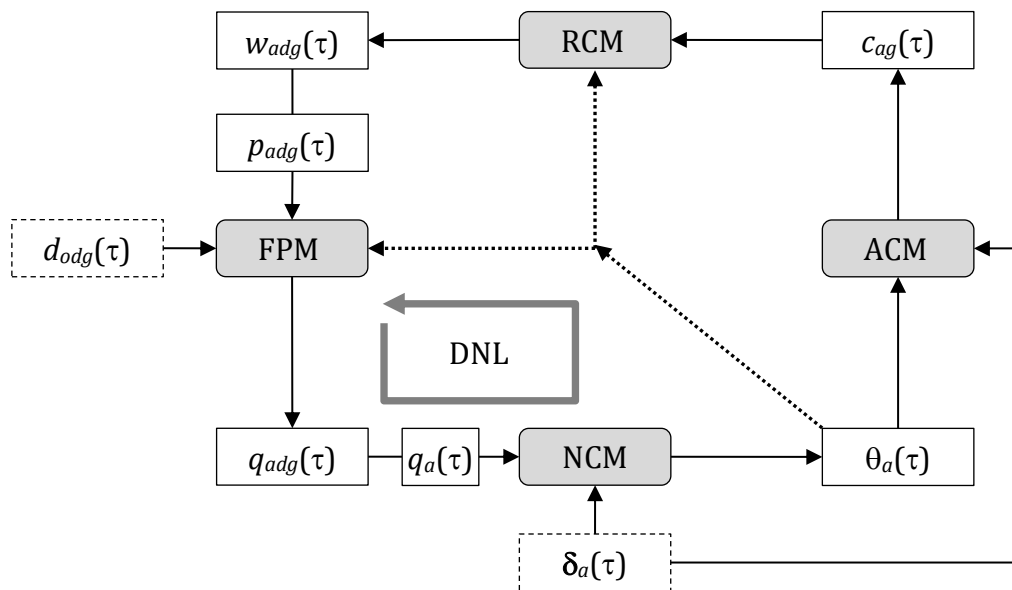 w_adg(τ)
RCM
c_ag(τ)
p_adg(τ)
d_odg(τ)
FPM
ACM
DNL
q_adg(τ)
q_a(τ)
NCM
θ_a(τ)
δ_a(τ)